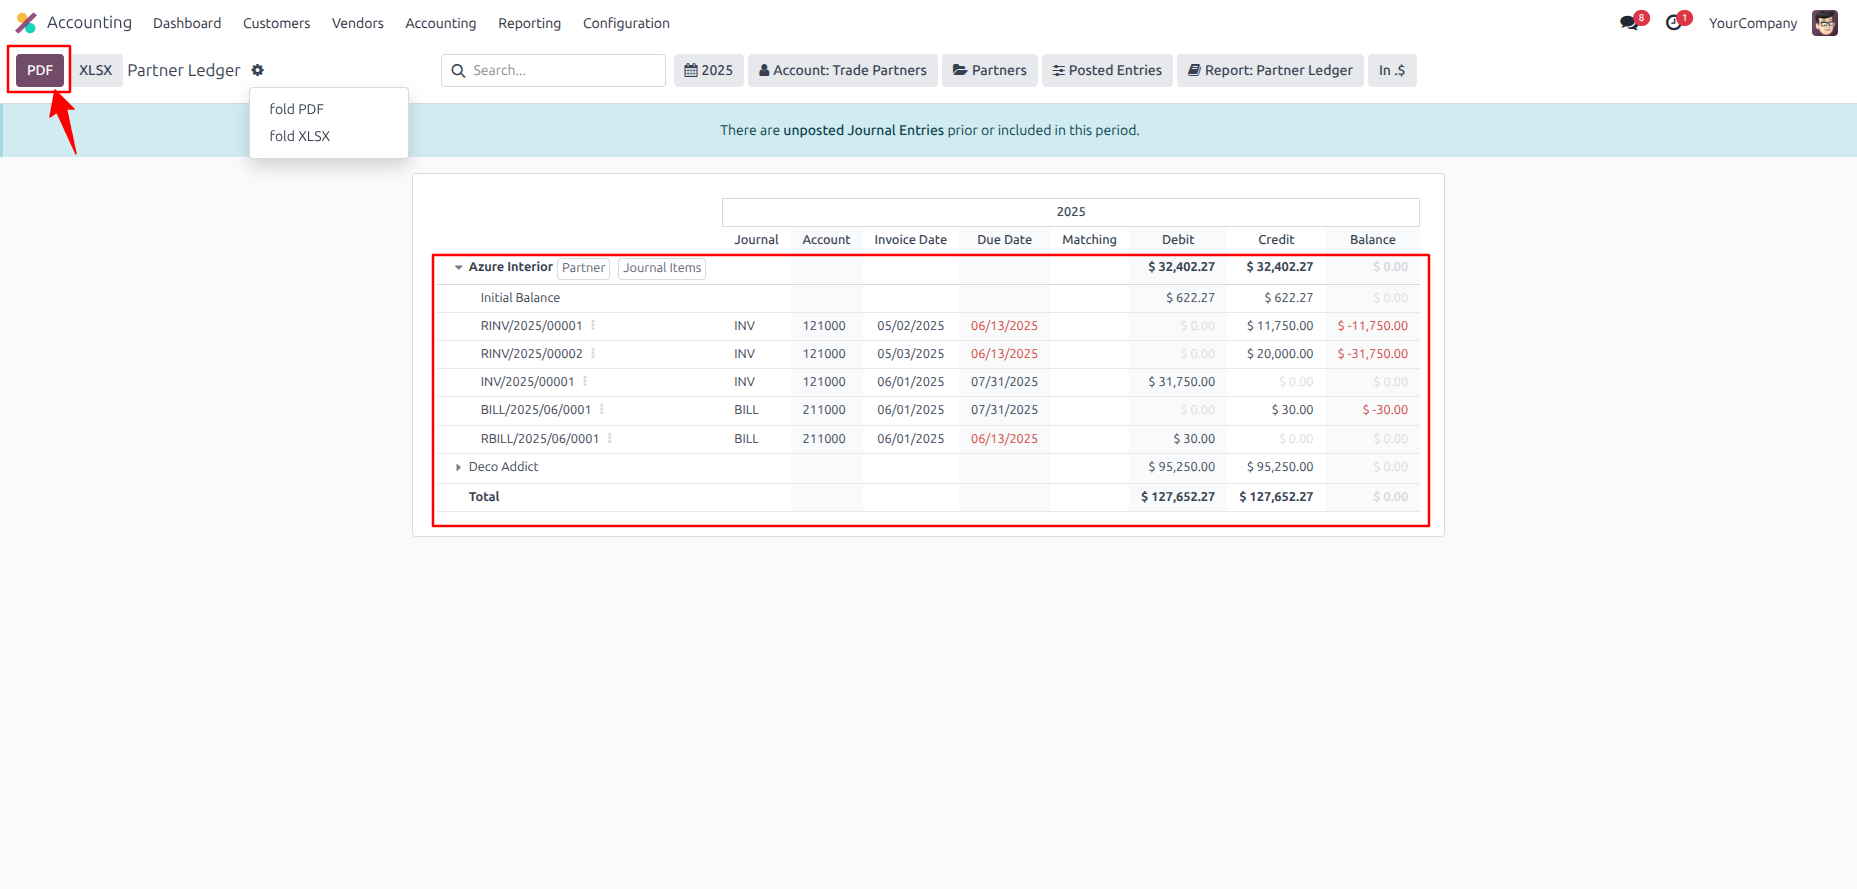 Accounting Dashboard Customers Vendors Accounting Reporting Configuration 8 1 YourCompany
PDF XLSX Partner Ledger Search... 2025 Account: Trade Partners Partners Posted Entries Report: Partner Ledger In .$
fold PDF
fold XLSX
There are unposted Journal Entries prior or included in this period.
2025
Journal Account Invoice Date Due Date Matching Debit Credit Balance
Azure Interior Partner Journal Items $ 32,402.27 $ 32,402.27 $ 0.00
Initial Balance $ 622.27 $ 622.27 $ 0.00
RINV/2025/00001 INV 121000 05/02/2025 06/13/2025 $ 0.00 $ 11,750.00 $ -11,750.00
RINV/2025/00002 INV 121000 05/03/2025 06/13/2025 $ 0.00 $ 20,000.00 $ -31,750.00
INV/2025/00001 INV 121000 06/01/2025 07/31/2025 $ 31,750.00 $ 0.00 $ 0.00
BILL/2025/06/0001 BILL 211000 06/01/2025 07/31/2025 $ 0.00 $ 30.00 $ -30.00
RBILL/2025/06/0001 BILL 211000 06/01/2025 06/13/2025 $ 30.00 $ 0.00 $ 0.00
Deco Addict $ 95,250.00 $ 95,250.00 $ 0.00
Total $ 127,652.27 $ 127,652.27 $ 0.00